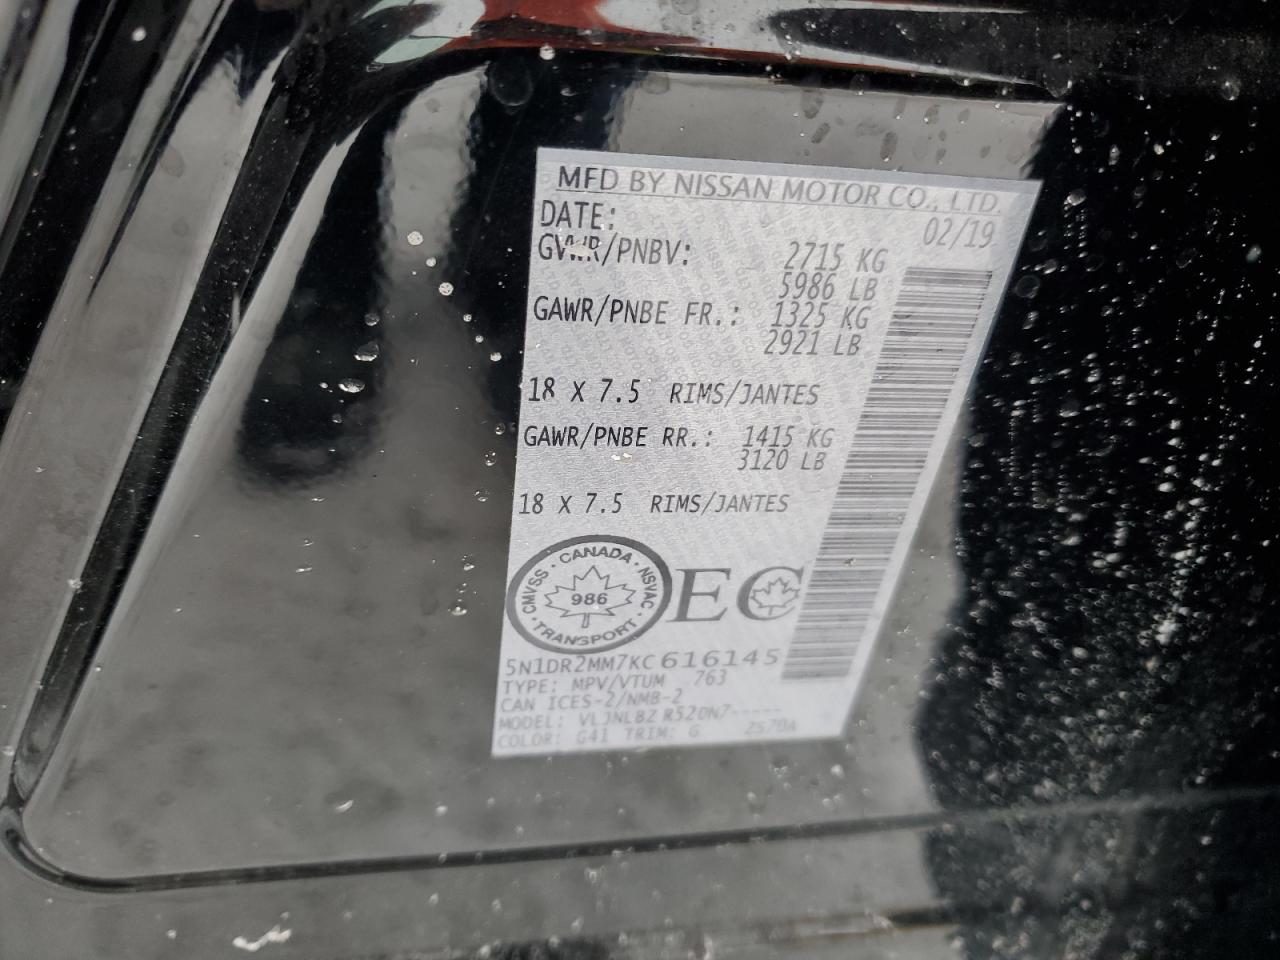 MFD BY NISSAN MOTOR CO., LTD.
DATE: 02/19
GVWR/PNBV: 2715 KG
5986 LB
GAWR/PNBE FR.: 1325 KG
2921 LB
18 X 7.5 RIMS/JANTES
GAWR/PNBE RR.: 1415 KG
3120 LB
18 X 7.5 RIMS/JANTES
CANADA
CMVSS · NSVAC
986
TRANSPORT
EC
5N1DR2MM7KC616145
TYPE: MPV/VTUM 763
CAN ICES-2/NMB-2
MODEL: VLJNLBZ R520N7-----
COLOR: G41 TRIM: G